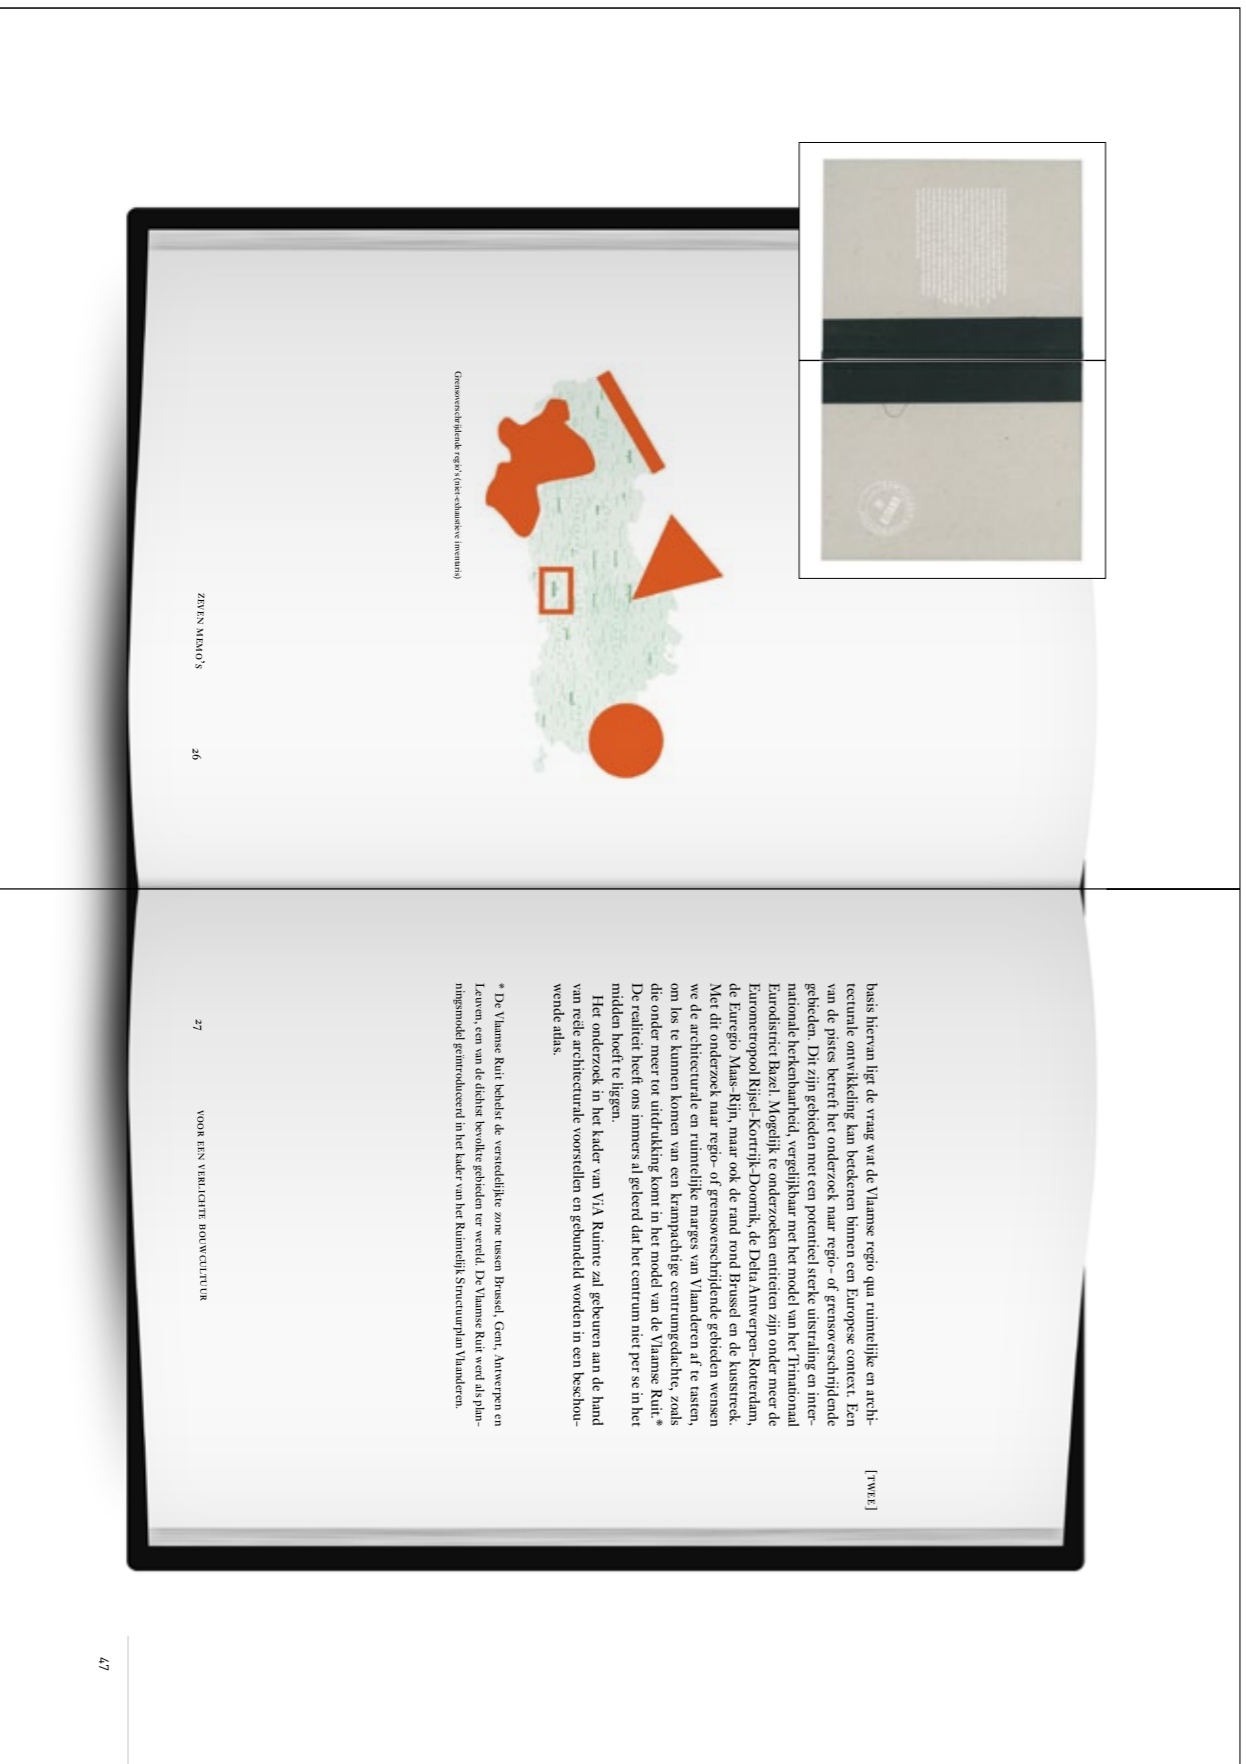 Grensoverschrijdende regio's (niet-exhaustieve inventaris)
ZEVEN MEMO'S
26
[TWEE]
basis hiervan ligt de vraag wat de Vlaamse regio qua ruimtelijke en archi-
tecturale ontwikkeling kan betekenen binnen een Europese context. Een
van de pistes betreft het onderzoek naar regio- of grensoverschrijdende
gebieden. Dit zijn gebieden met een potentieel sterke uitstraling en inter-
nationale herkenbaarheid, vergelijkbaar met het model van het Trinationaal
Eurodistrict Bazel. Mogelijk te onderzoeken entiteiten zijn onder meer de
Eurometropool Rijsel-Kortrijk-Doornik, de Delta Antwerpen-Rotterdam,
de Euregio Maas-Rijn, maar ook de rand rond Brussel en de kuststreek.
Met dit onderzoek naar regio- of grensoverschrijdende gebieden wensen
we de architecturale en ruimtelijke marges van Vlaanderen af te tasten,
om los te kunnen komen van een krampachtige centrumgedachte, zoals
die onder meer tot uitdrukking komt in het model van de Vlaamse Ruit.*
De realiteit heeft ons immers al geleerd dat het centrum niet per se in het
midden hoeft te liggen.
Het onderzoek in het kader van ViA Ruimte zal gebeuren aan de hand
van reële architecturale voorstellen en gebundeld worden in een beschou-
wende atlas.
* De Vlaamse Ruit behelst de verstedelijkte zone tussen Brussel, Gent, Antwerpen en
Leuven, een van de dichtst bevolkte gebieden ter wereld. De Vlaamse Ruit werd als plan-
ningsmodel geïntroduceerd in het kader van het Ruimtelijk Structuurplan Vlaanderen.
27
VOOR EEN VERLICHTE BOUWCULTUUR
47